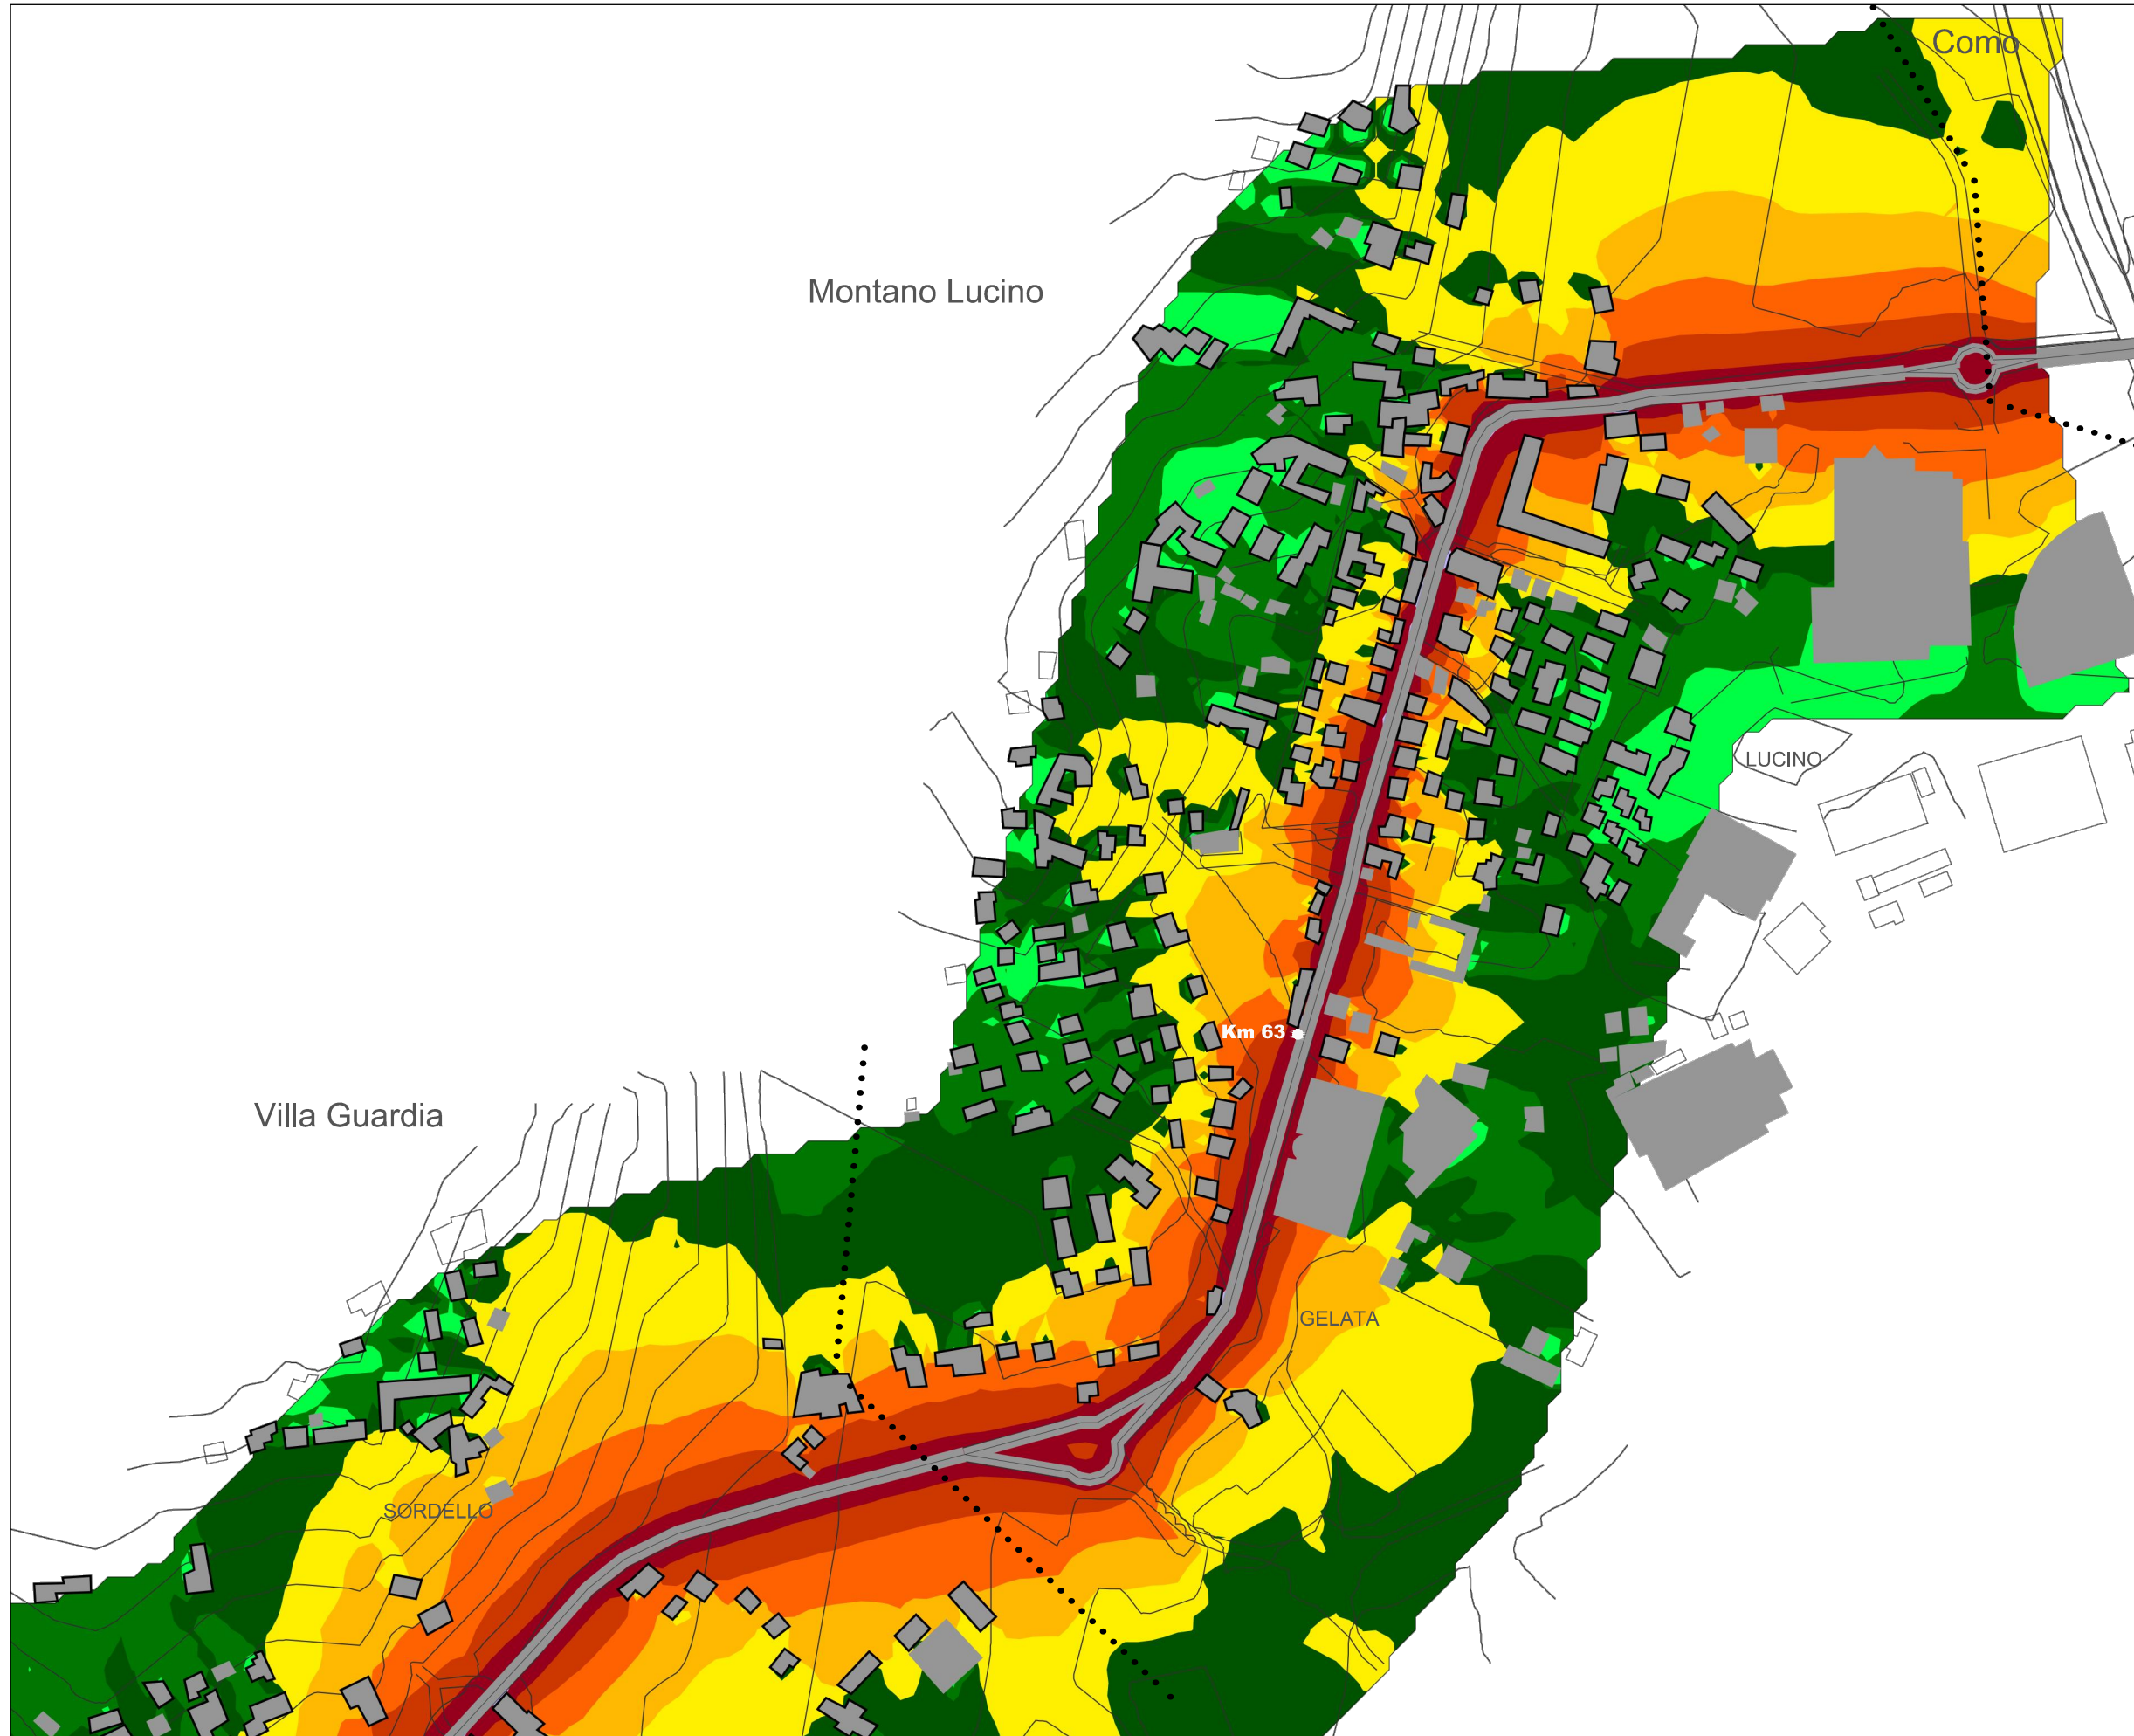 Como
Montano Lucino
LUCINO
Km 63
Villa Guardia
GELATA
SORDELLO